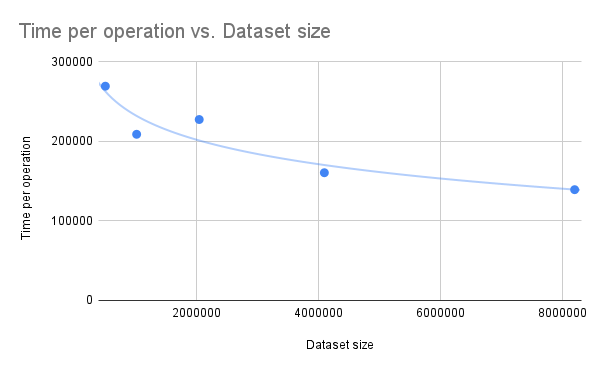 Time per operation vs. Dataset size
300000
200000
100000
0
Time per operation
2000000 4000000 6000000 8000000
Dataset size